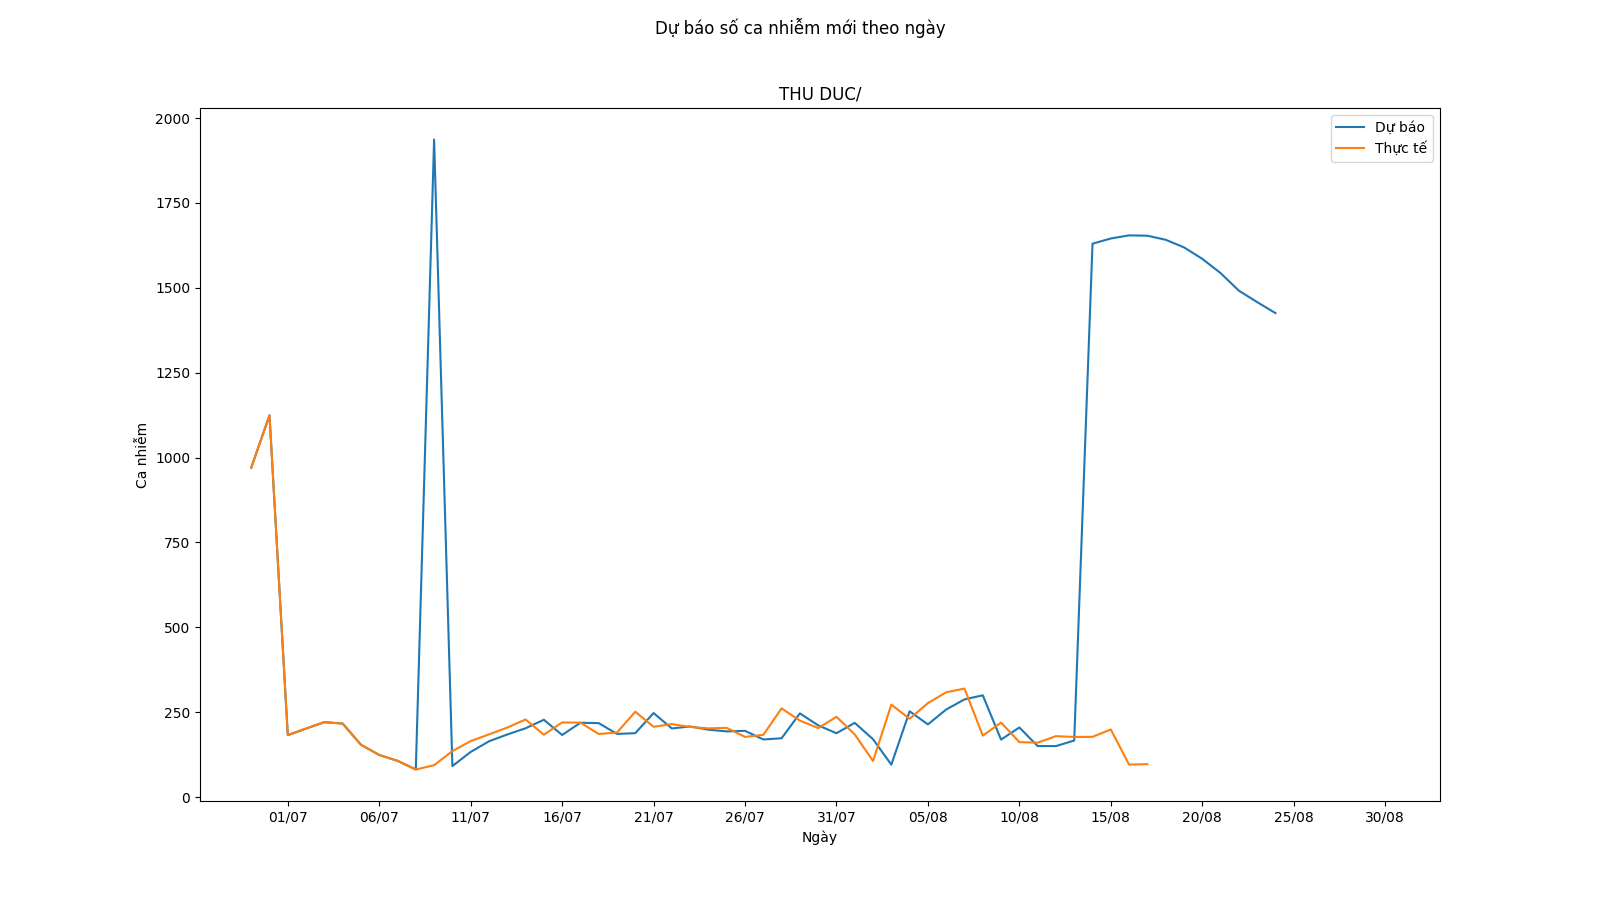 Dự báo số ca nhiễm mới theo ngày
THU DUC/
Dự báo
Thực tế
2000
1750
1500
1250
1000
750
500
250
0
Ca nhiễm
01/07 06/07 11/07 16/07 21/07 26/07 31/07 05/08 10/08 15/08 20/08 25/08 30/08
Ngày